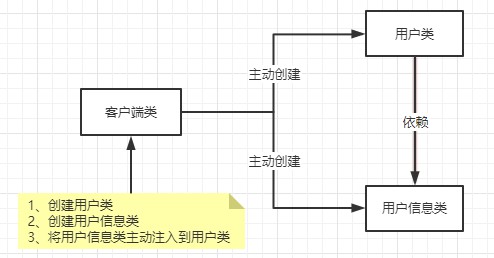 用户类
主动创建
客户端类
依赖
主动创建
用户信息类
1、创建用户类
2、创建用户信息类
3、将用户信息类主动注入到用户类